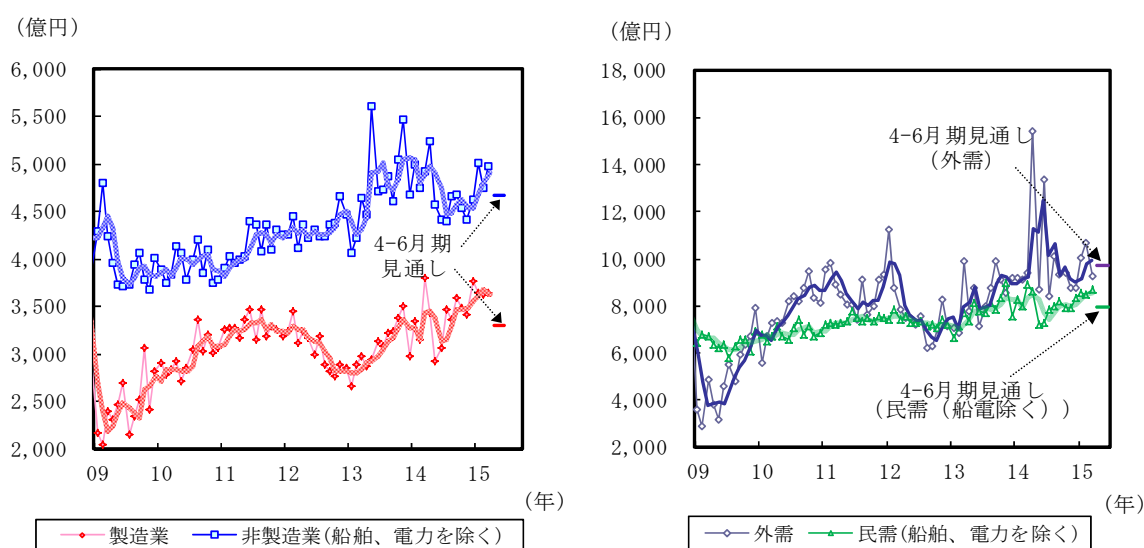 （億円）
6,000
5,500
5,000
4,500
4,000
3,500
3,000
2,500
2,000
4-6月期
見通し
09
10
11
12
13
14
15
（年）
製造業
非製造業(船舶、電力を除く)
（億円）
18,000
16,000
14,000
12,000
10,000
8,000
6,000
4,000
2,000
4-6月期見通し
（外需）
4-6月期見通し
（民需（船電除く））
09
10
11
12
13
14
15
（年）
外需
民需(船舶、電力を除く)